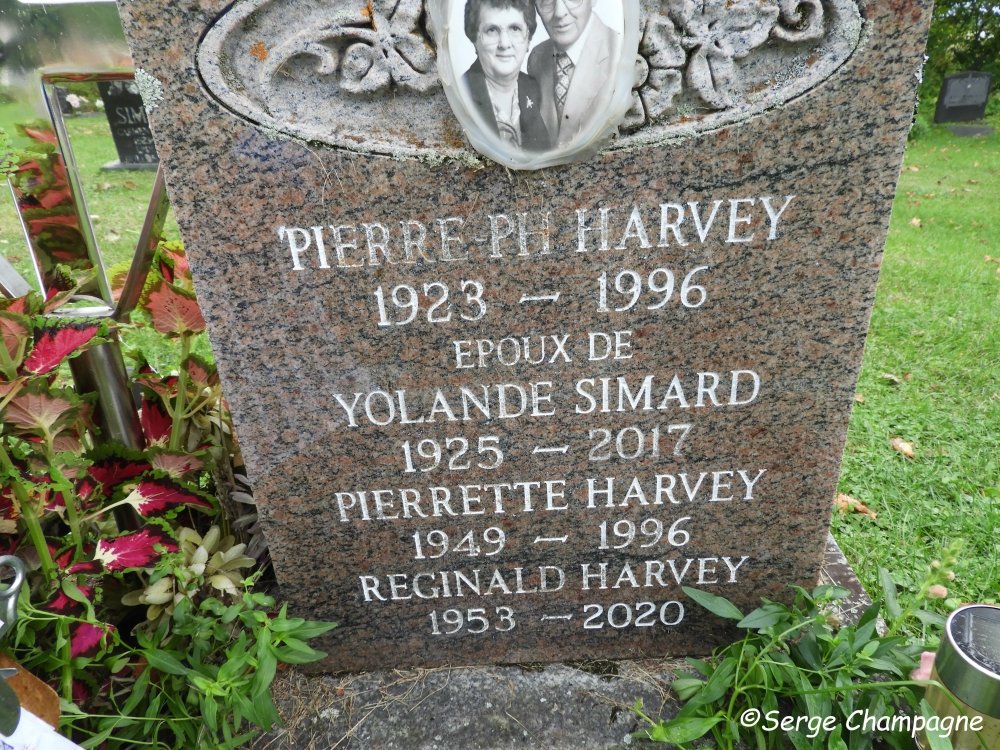 PIERRE-PH HARVEY
1923 – 1996
EPOUX DE
YOLANDE SIMARD
1925 – 2017
PIERRETTE HARVEY
1949 – 1996
REGINALD HARVEY
1953 – 2020
©Serge Champagne